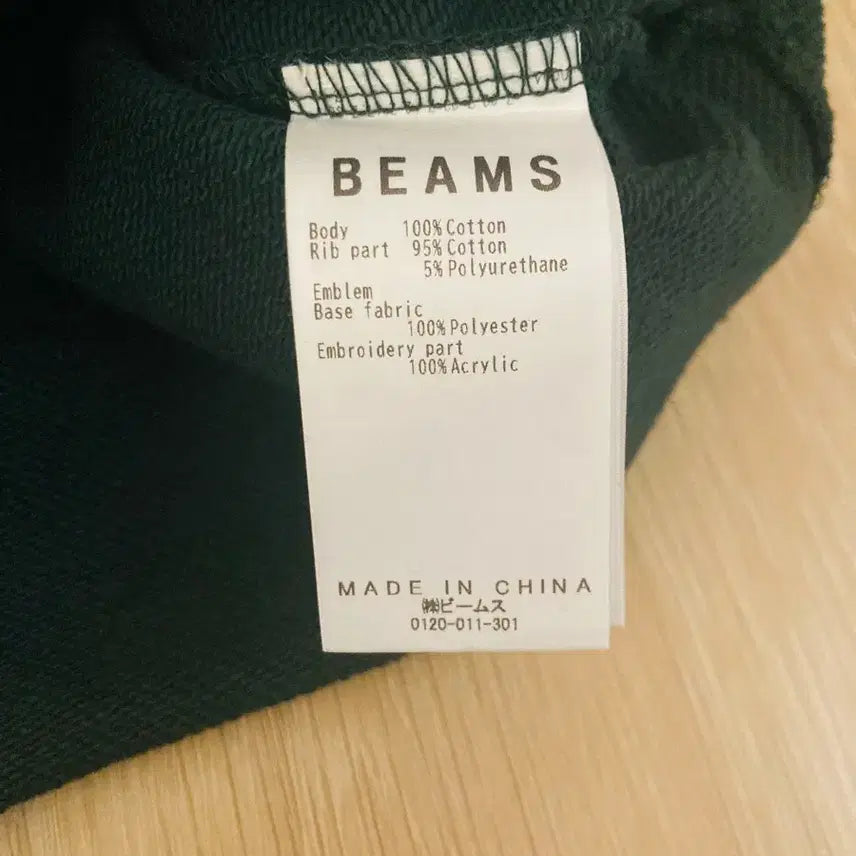 BEAMS
Body 100% Cotton
Rib part 95% Cotton
5% Polyurethane
Emblem
Base fabric
100% Polyester
Embroidery part
100% Acrylic
MADE IN CHINA
㈱ビームス
0120-011-301